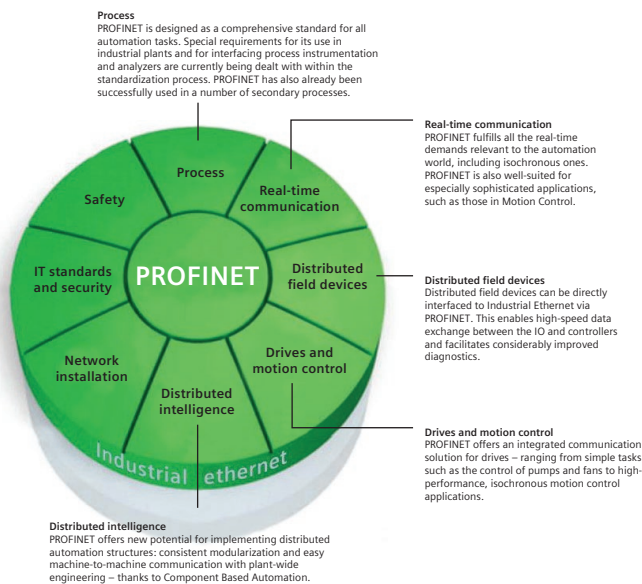 Process
PROFINET is designed as a comprehensive standard for all
automation tasks. Special requirements for its use in
industrial plants and for interfacing process instrumentation
and analyzers are currently being dealt with within the
standardization process. PROFINET has also already been
successfully used in a number of secondary processes.
Real-time communication
PROFINET fulfills all the real-time
demands relevant to the automation
world, including isochronous ones.
PROFINET is also well-suited for
especially sophisticated applications,
such as those in Motion Control.
Process
Safety
Real-time
communication
IT standards
and security
PROFINET
Distributed
field devices
Network
installation
Distributed
intelligence
Drives and
motion control
Industrial ethernet
Distributed field devices
Distributed field devices can be directly
interfaced to Industrial Ethernet via
PROFINET. This enables high-speed data
exchange between the IO and controllers
and facilitates considerably improved
diagnostics.
Drives and motion control
PROFINET offers an integrated communication
solution for drives – ranging from simple tasks
such as the control of pumps and fans to high-
performance, isochronous motion control
applications.
Distributed intelligence
PROFINET offers new potential for implementing distributed
automation structures: consistent modularization and easy
machine-to-machine communication with plant-wide
engineering – thanks to Component Based Automation.